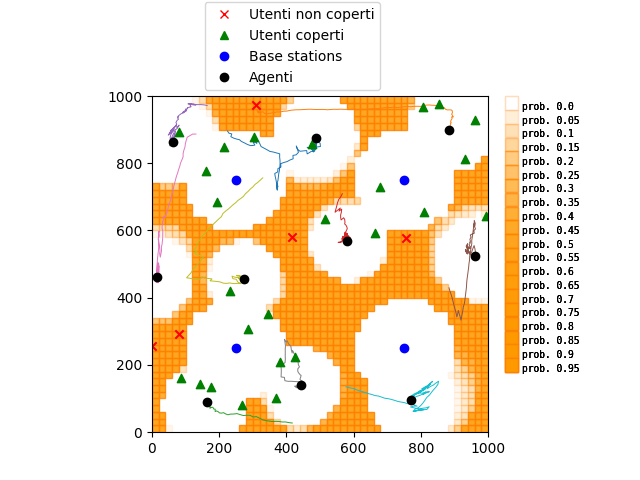 Utenti non coperti
Utenti coperti
Base stations
Agenti
1000
800
600
400
200
0
0
200
400
600
800
1000
prob. 0.0
prob. 0.05
prob. 0.1
prob. 0.15
prob. 0.2
prob. 0.25
prob. 0.3
prob. 0.35
prob. 0.4
prob. 0.45
prob. 0.5
prob. 0.55
prob. 0.6
prob. 0.65
prob. 0.7
prob. 0.75
prob. 0.8
prob. 0.85
prob. 0.9
prob. 0.95